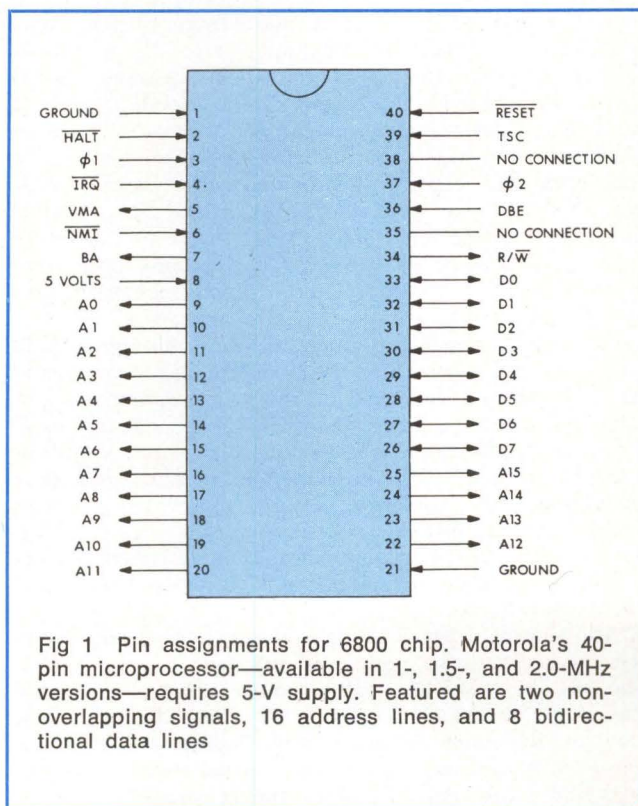 GROUND 1 40 R̅E̅S̅E̅T̅
H̅A̅L̅T̅ 2 39 TSC
ϕ1 3 38 NO CONNECTION
I̅R̅Q̅ 4 37 ϕ2
VMA 5 36 DBE
N̅M̅I̅ 6 35 NO CONNECTION
BA 7 34 R/W̅
5 VOLTS 8 33 D0
A0 9 32 D1
A1 10 31 D2
A2 11 30 D3
A3 12 29 D4
A4 13 28 D5
A5 14 27 D6
A6 15 26 D7
A7 16 25 A15
A8 17 24 A14
A9 18 23 A13
A10 19 22 A12
A11 20 21 GROUND
Fig 1 Pin assignments for 6800 chip. Motorola's 40-
pin microprocessor—available in 1-, 1.5-, and 2.0-MHz
versions—requires 5-V supply. Featured are two non-
overlapping signals, 16 address lines, and 8 bidirec-
tional data lines